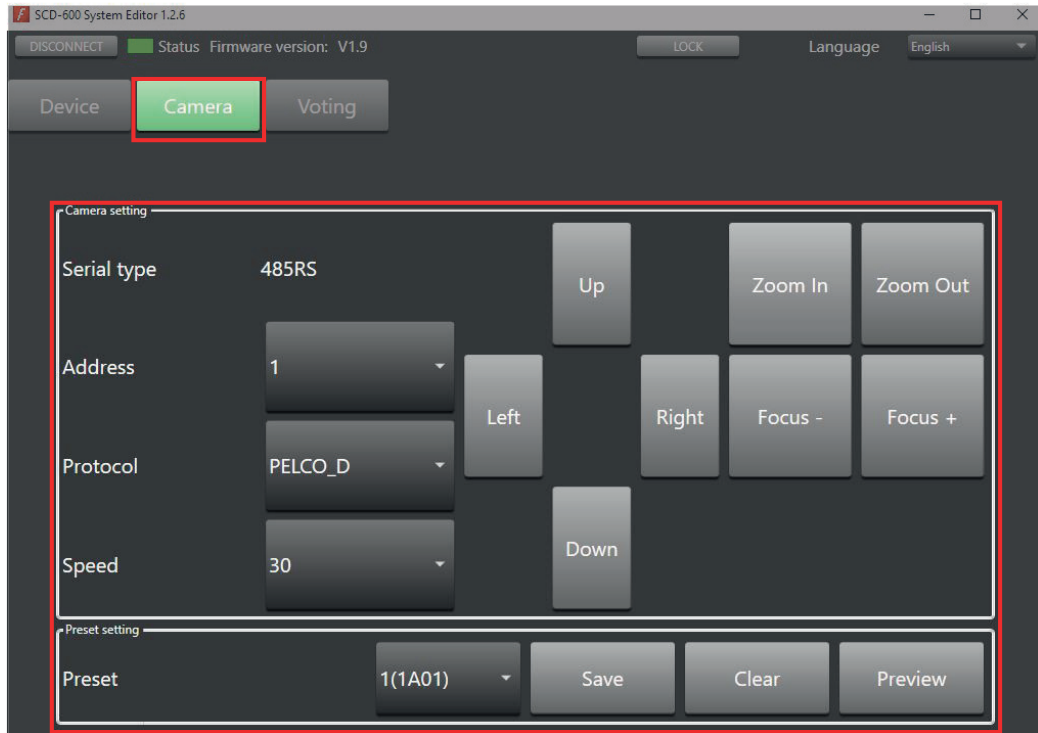 SCD-600 System Editor 1.2.6
DISCONNECT Status Firmware version: V1.9 LOCK Language English
Device Camera Voting
Camera setting
Serial type 485RS Up Zoom In Zoom Out
Address 1
Left Right Focus - Focus +
Protocol PELCO_D
Down
Speed 30
Preset setting
Preset 1(1A01) Save Clear Preview